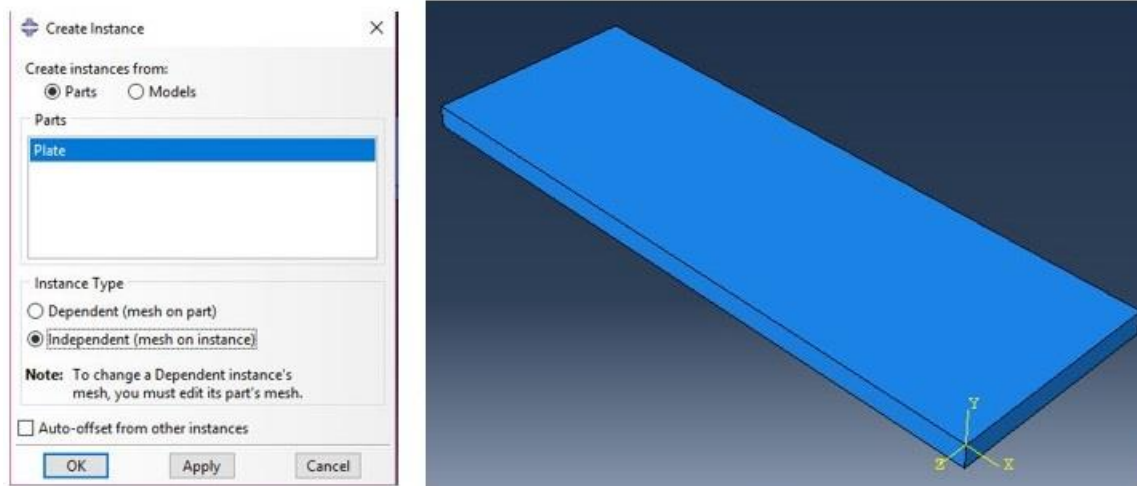 Create Instance
Create instances from:
Parts Models
Parts
Plate
Instance Type
Dependent (mesh on part)
Independent (mesh on instance)
Note: To change a Dependent instance's
mesh, you must edit its part's mesh.
Auto-offset from other instances
OK Apply Cancel
Y
Z X